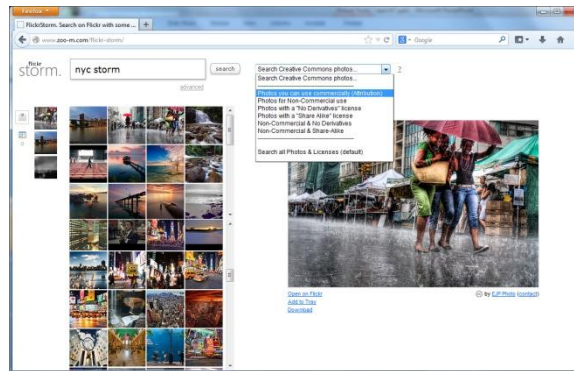 Firefox
FlickrStorm. Search on Flickr with some ...
www.zoo-m.com/flickr-storm/
Google
flickr
storm.
nyc storm
search
advanced
Search Creative Commons photos...
?
Search Creative Commons photos...
Photos you can use commercially (Attribution)
Photos for Non-Commercial use
Photos with a "No Derivatives" license
Photos with a "Share Alike" license
Non-Commercial & No Derivatives
Non-Commercial & Share-Alike
Search all Photos & Licenses (default)
Open on Flickr
by EJP Photo (contact)
Add to Tray
Download